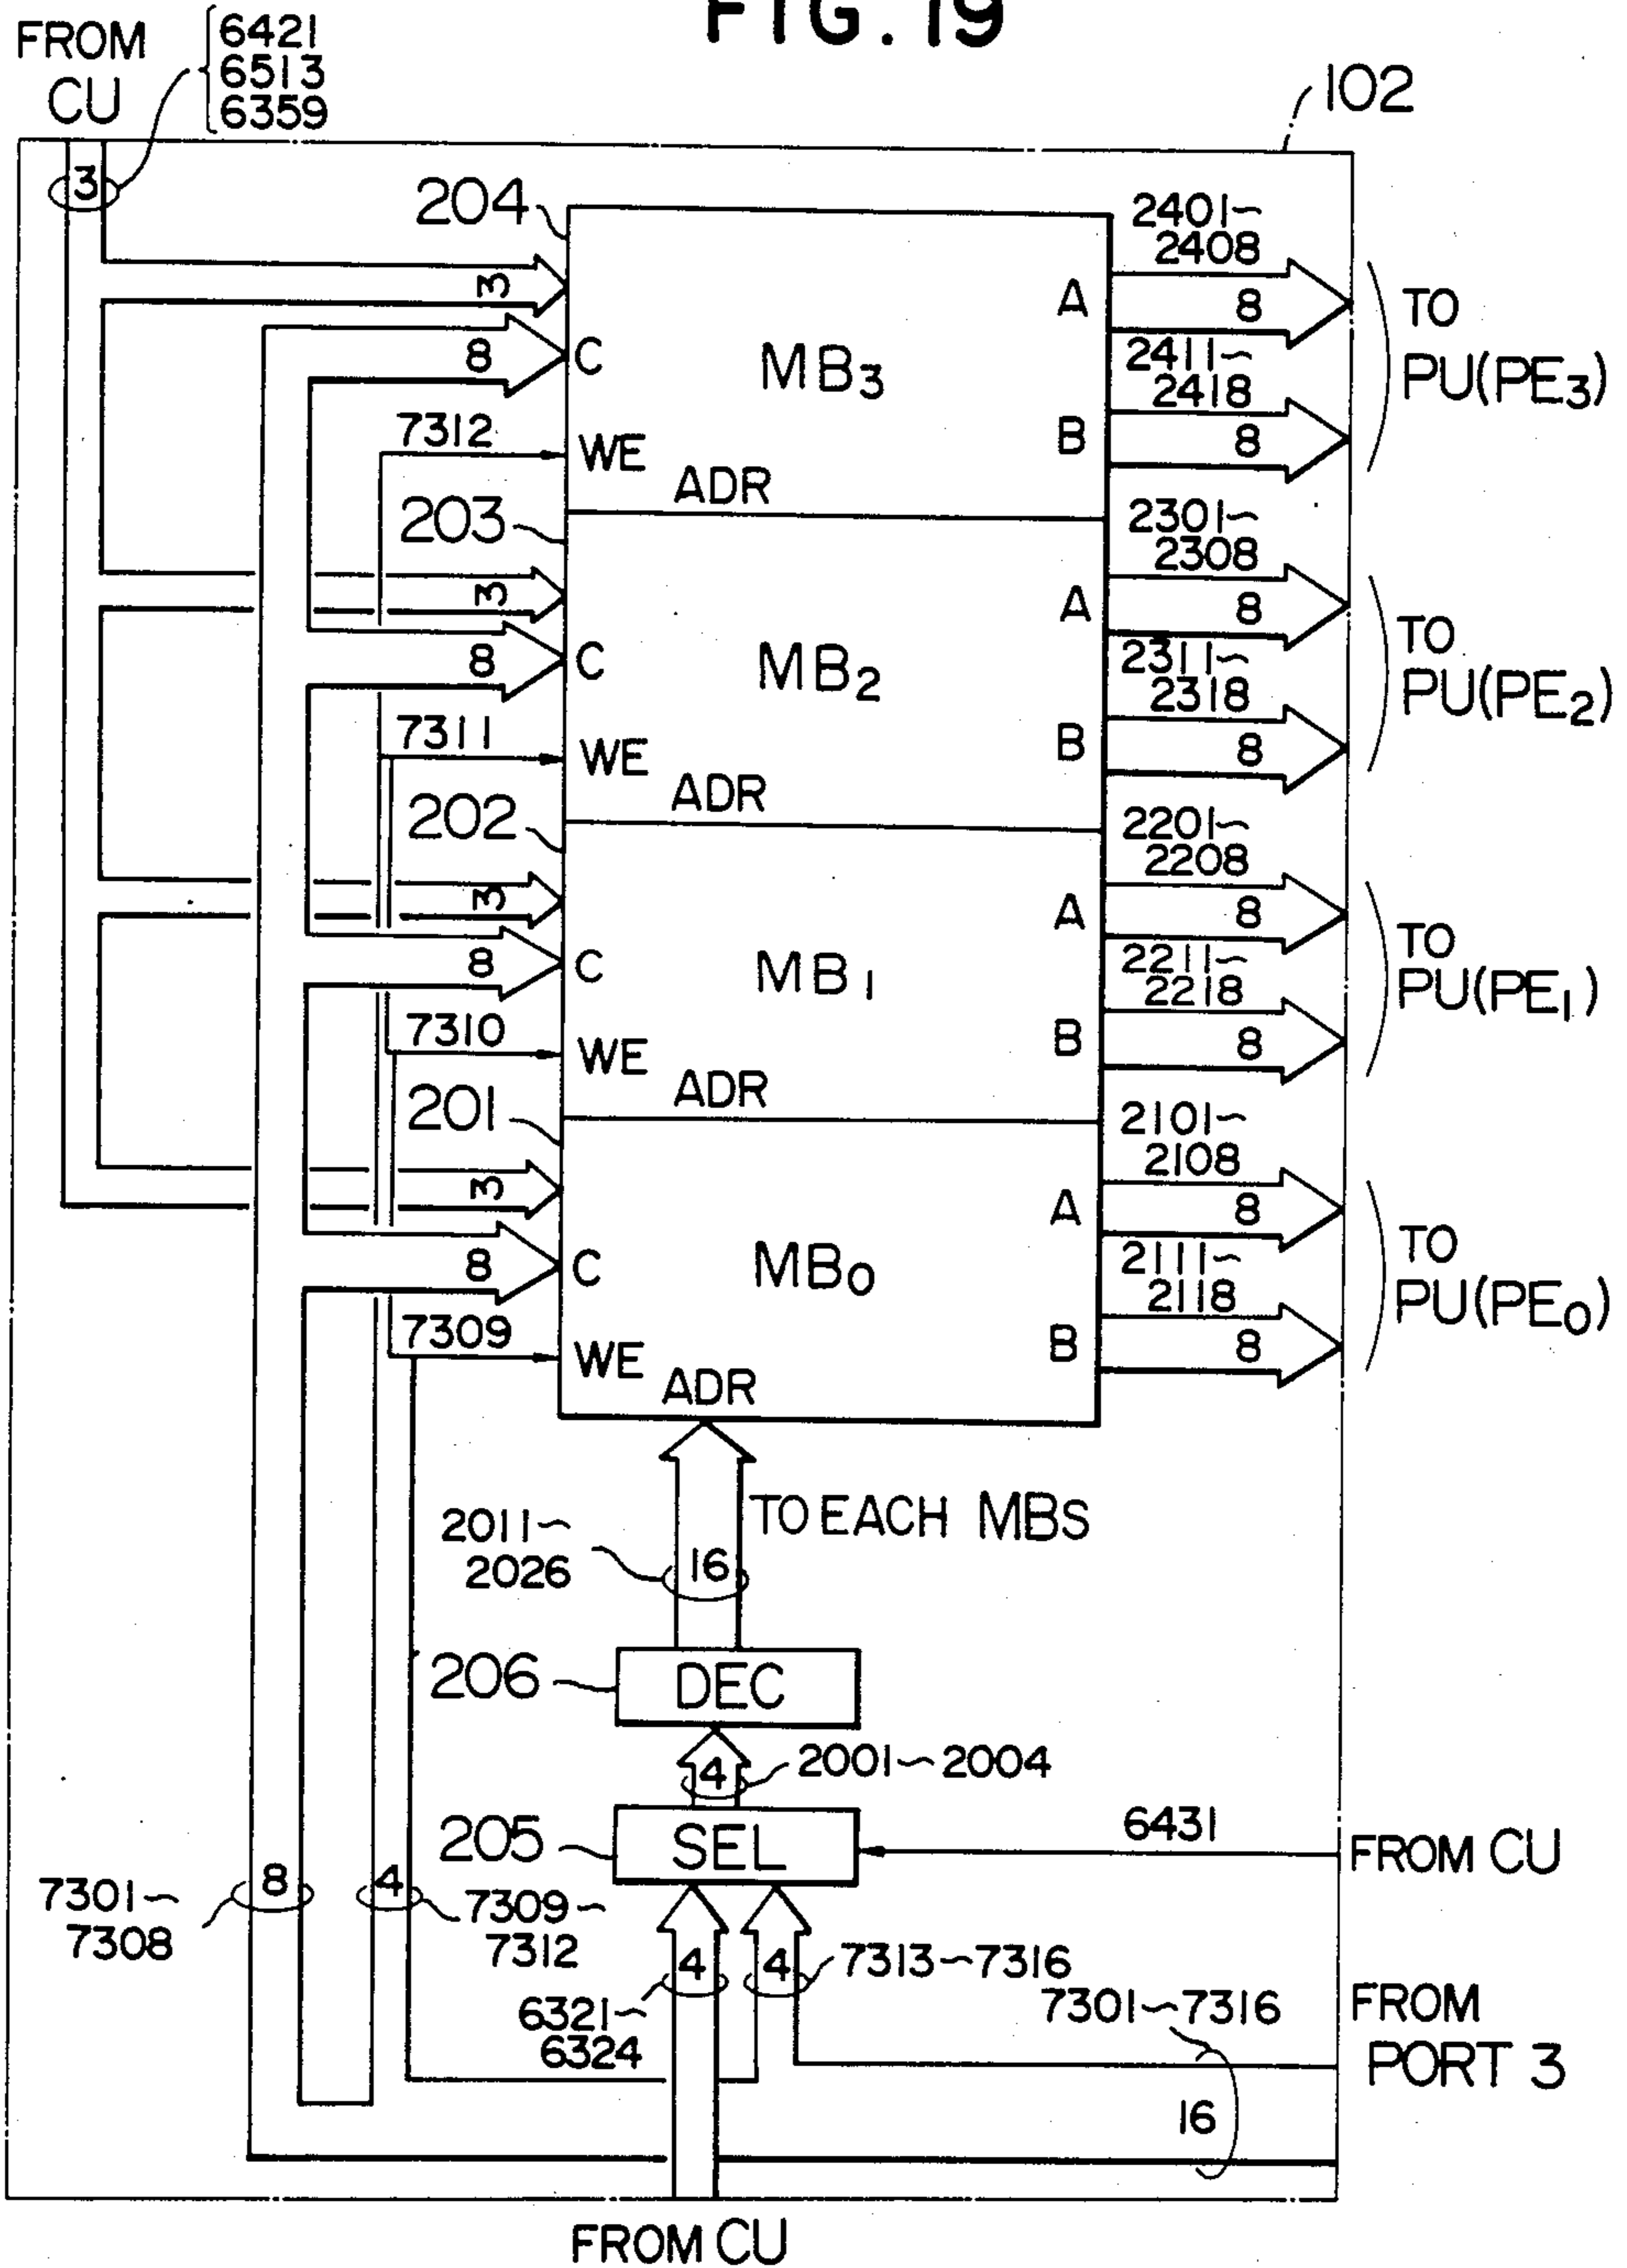 FIG. 19
FROM
CU
6421
6513
6359
3
102
204
3
8
C
MB3
7312
WE
ADR
A
B
2401~
2408
8
2411~
2418
8
TO
PU(PE3)
203
3
8
C
MB2
7311
WE
ADR
A
B
2301~
2308
8
2311~
2318
8
TO
PU(PE2)
202
3
8
C
MB1
7310
WE
ADR
A
B
2201~
2208
8
2211~
2218
8
TO
PU(PE1)
201
3
8
C
MB0
7309
WE
ADR
A
B
2101~
2108
8
2111~
2118
8
TO
PU(PE0)
TO EACH MBS
2011~
2026
16
206
DEC
4
2001~2004
205
SEL
6431
FROM CU
7301~
7308
8
4
7309~
7312
4
4
7313~7316
6321~
6324
7301~7316
16
FROM
PORT 3
FROM CU